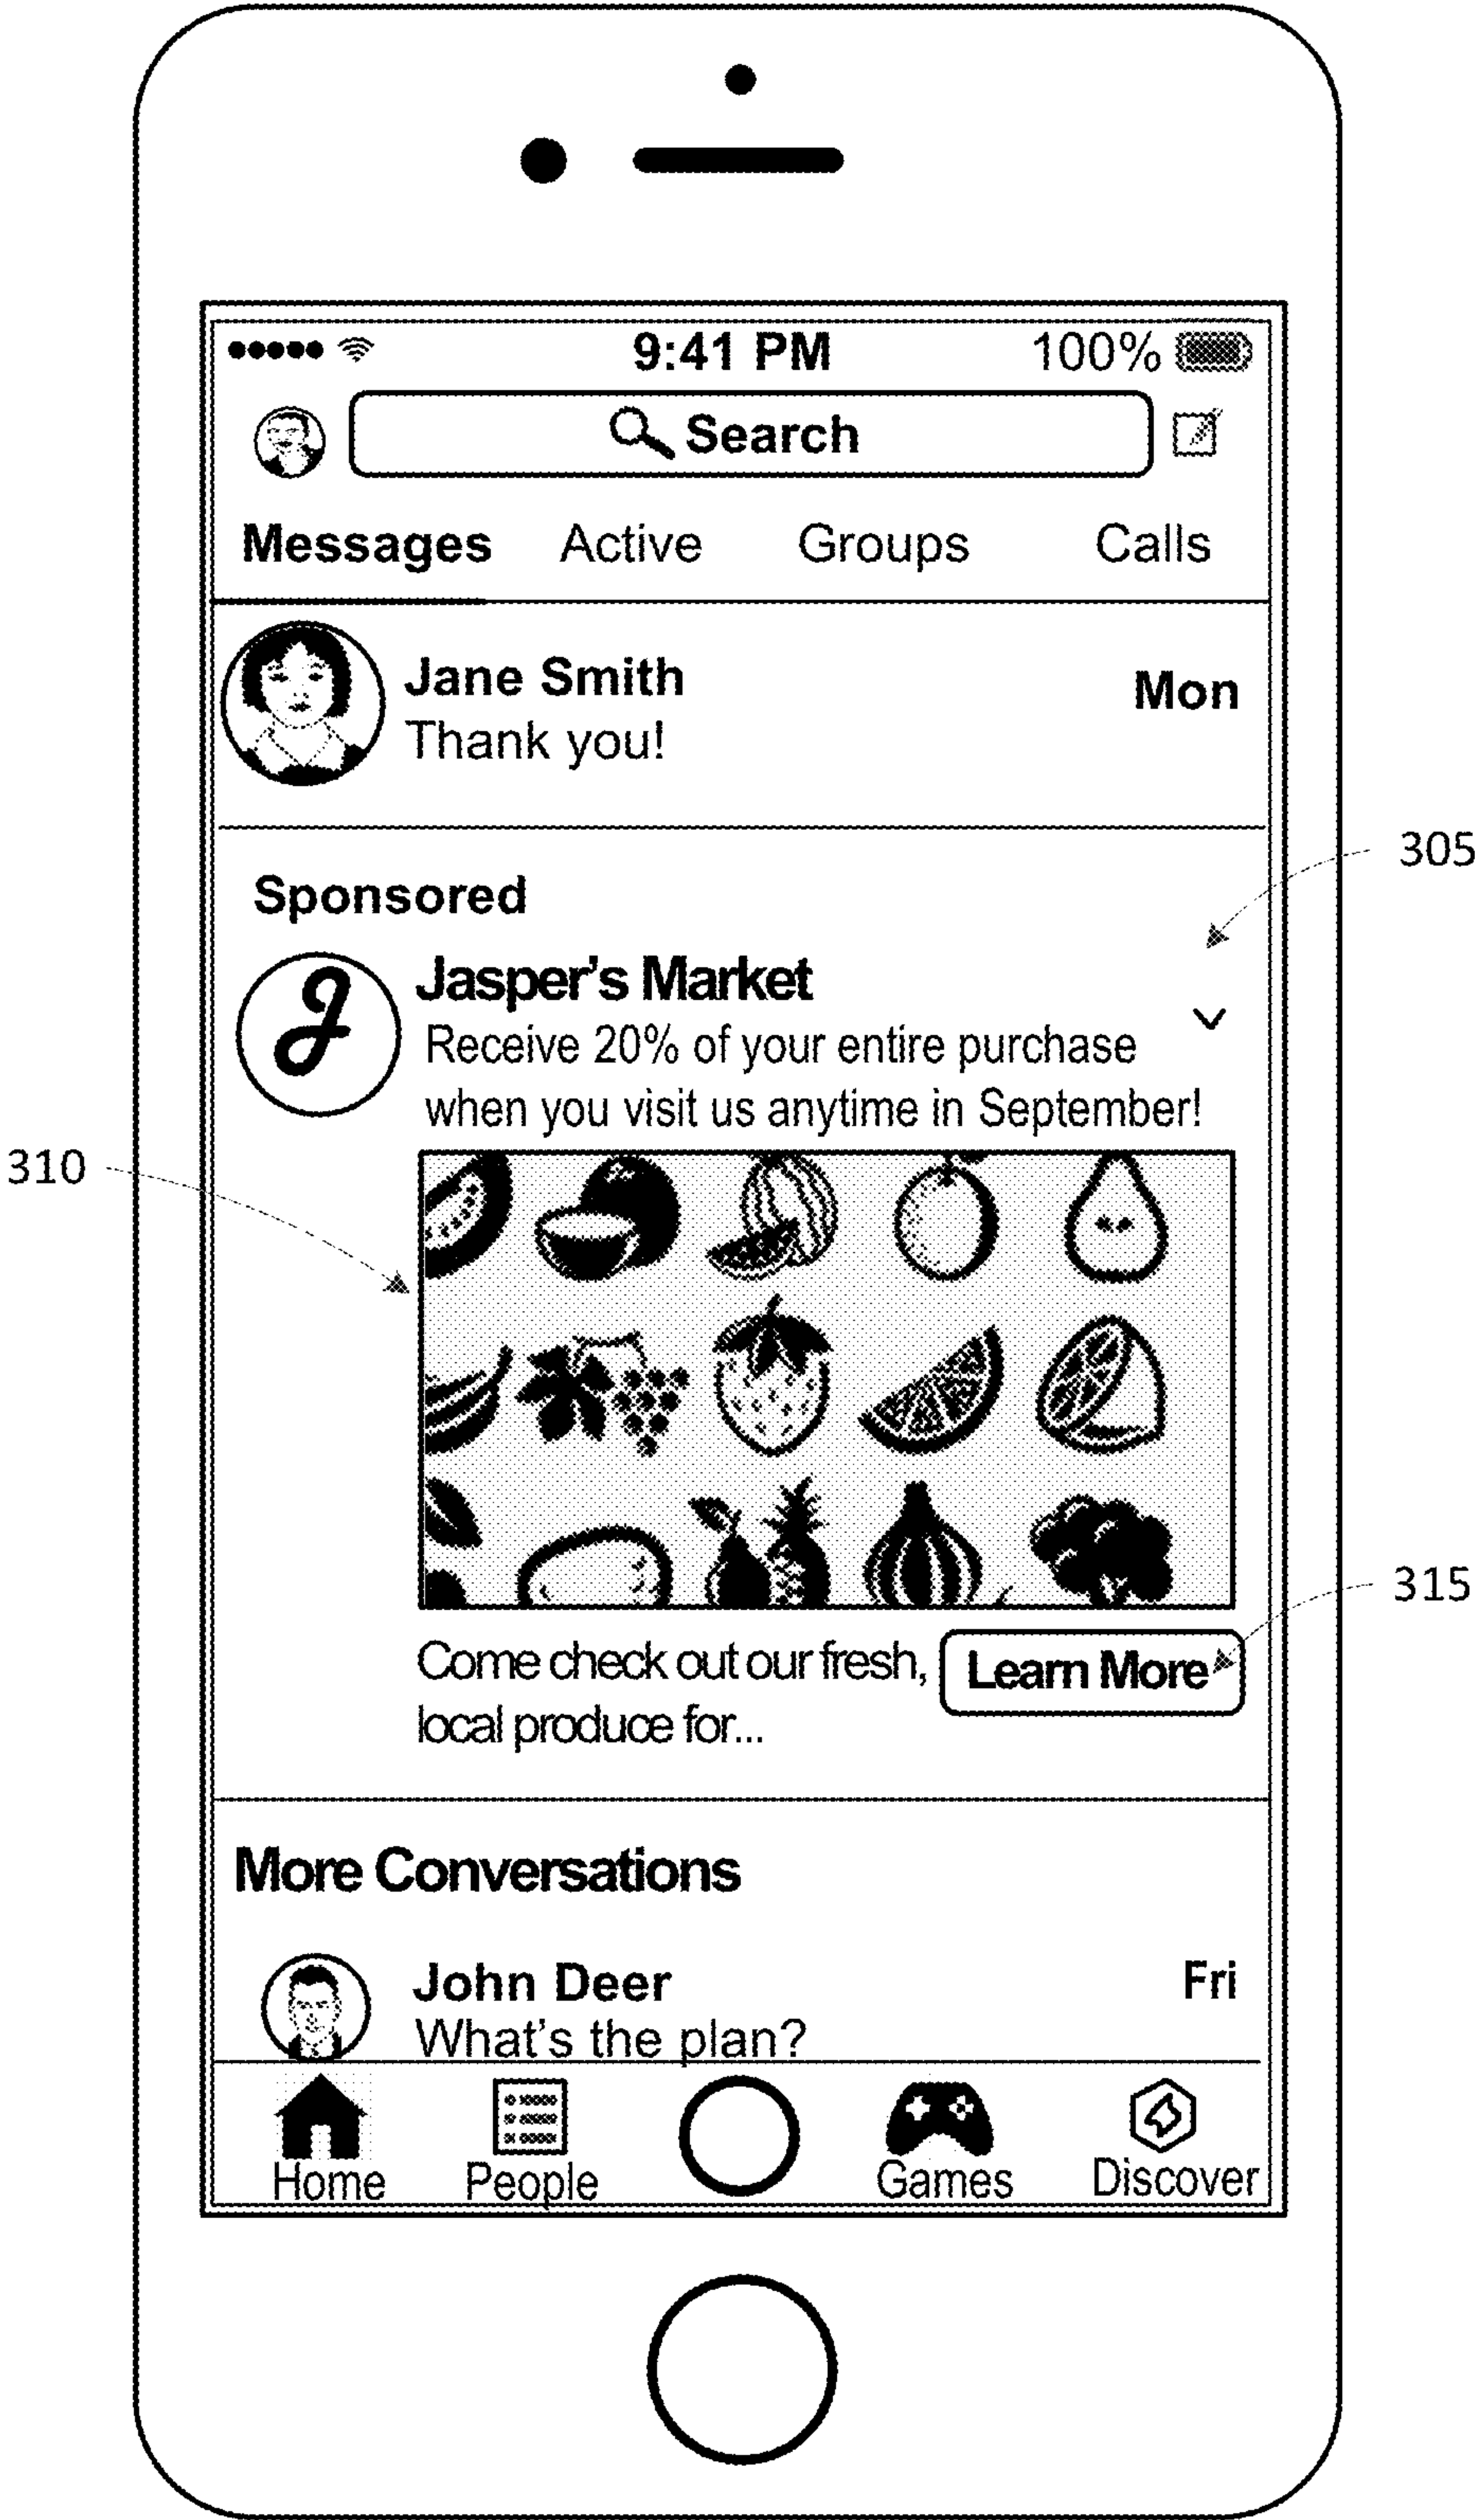 9:41 PM 100%
Search
Messages Active Groups Calls
Jane Smith
Mon
Thank you!
305
Sponsored
Jasper's Market
Receive 20% of your entire purchase
when you visit us anytime in September!
310
315
Come check out our fresh,
Learn More
local produce for...
More Conversations
John Deer
Fri
What's the plan?
Home People Games Discover